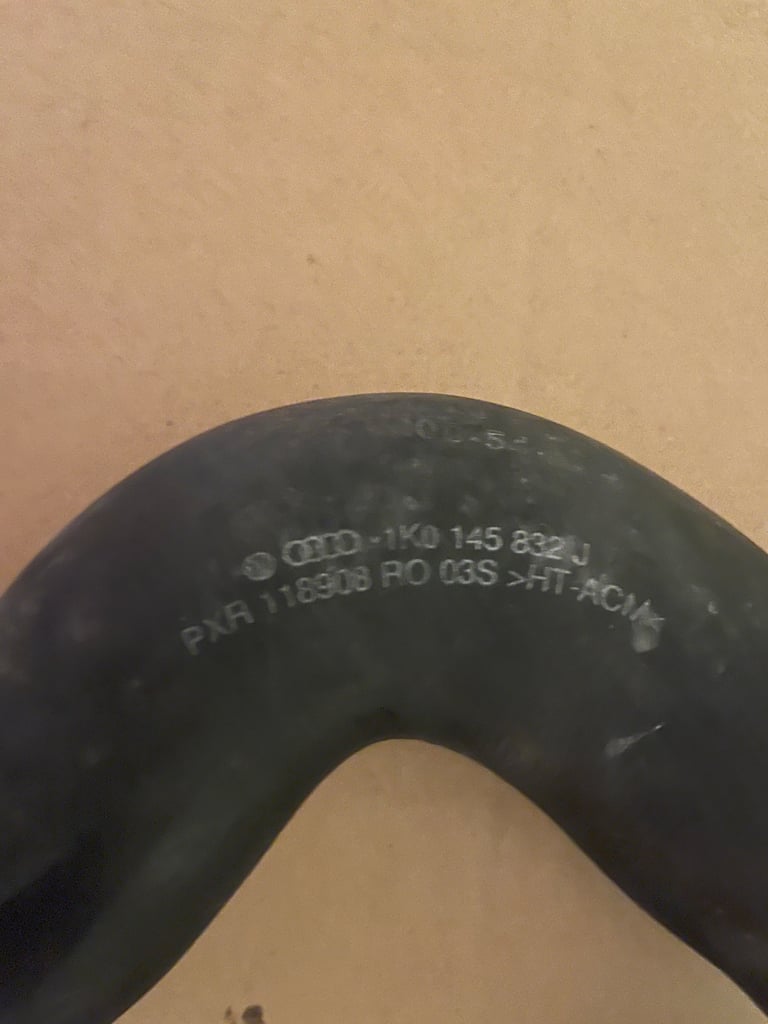 -1K0 145 832 J
PXR 118908 RO 03S >HT-ACM<